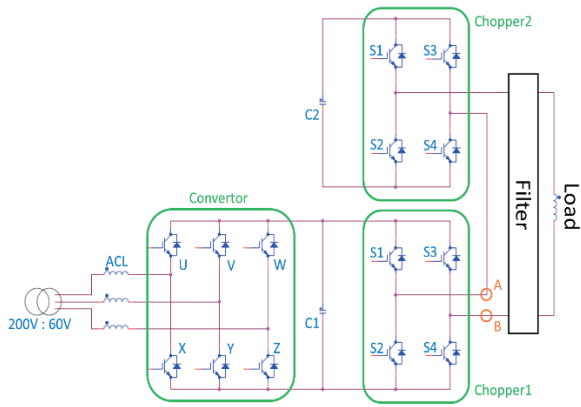 Chopper2
S1
S3
C2
S2
S4
Convertor
ACL
U
V
W
200V : 60V
X
Y
Z
C1
S1
S3
A
B
S2
S4
Chopper1
Filter
Load